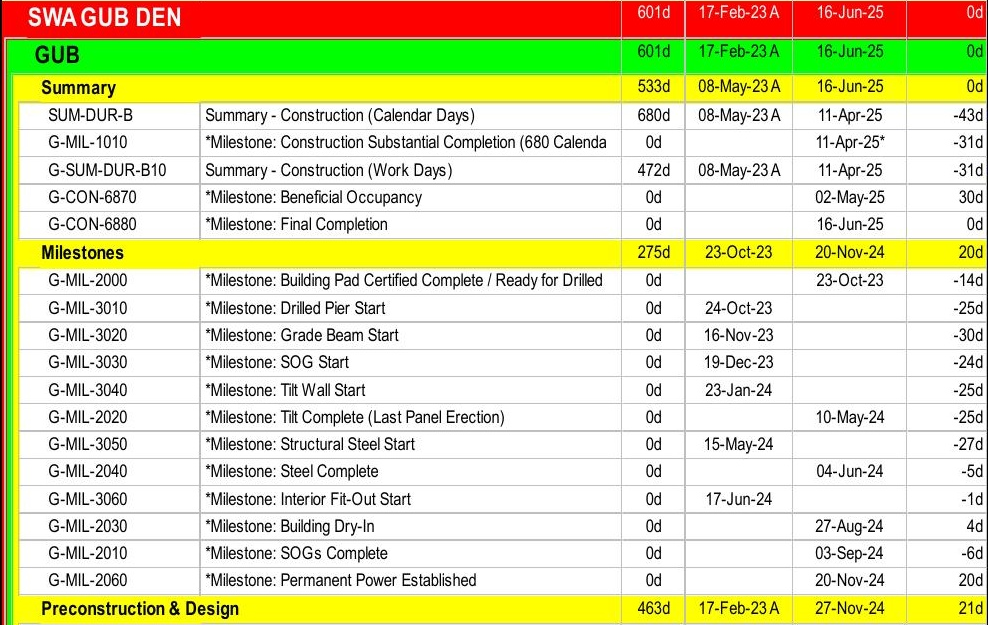 SWA GUB DEN 601d 17-Feb-23 A 16-Jun-25 0d
GUB 601d 17-Feb-23 A 16-Jun-25 0d
Summary 533d 08-May-23 A 16-Jun-25 0d
SUM-DUR-B Summary - Construction (Calendar Days) 680d 08-May-23 A 11-Apr-25 -43d
G-MIL-1010 *Milestone: Construction Substantial Completion (680 Calenda 0d 11-Apr-25* -31d
G-SUM-DUR-B10 Summary - Construction (Work Days) 472d 08-May-23 A 11-Apr-25 -31d
G-CON-6870 *Milestone: Beneficial Occupancy 0d 02-May-25 30d
G-CON-6880 *Milestone: Final Completion 0d 16-Jun-25 0d
Milestones 275d 23-Oct-23 20-Nov-24 20d
G-MIL-2000 *Milestone: Building Pad Certified Complete / Ready for Drilled 0d 23-Oct-23 -14d
G-MIL-3010 *Milestone: Drilled Pier Start 0d 24-Oct-23 -25d
G-MIL-3020 *Milestone: Grade Beam Start 0d 16-Nov-23 -30d
G-MIL-3030 *Milestone: SOG Start 0d 19-Dec-23 -24d
G-MIL-3040 *Milestone: Tilt Wall Start 0d 23-Jan-24 -25d
G-MIL-2020 *Milestone: Tilt Complete (Last Panel Erection) 0d 10-May-24 -25d
G-MIL-3050 *Milestone: Structural Steel Start 0d 15-May-24 -27d
G-MIL-2040 *Milestone: Steel Complete 0d 04-Jun-24 -5d
G-MIL-3060 *Milestone: Interior Fit-Out Start 0d 17-Jun-24 -1d
G-MIL-2030 *Milestone: Building Dry-In 0d 27-Aug-24 4d
G-MIL-2010 *Milestone: SOGs Complete 0d 03-Sep-24 -6d
G-MIL-2060 *Milestone: Permanent Power Established 0d 20-Nov-24 20d
Preconstruction & Design 463d 17-Feb-23 A 27-Nov-24 21d